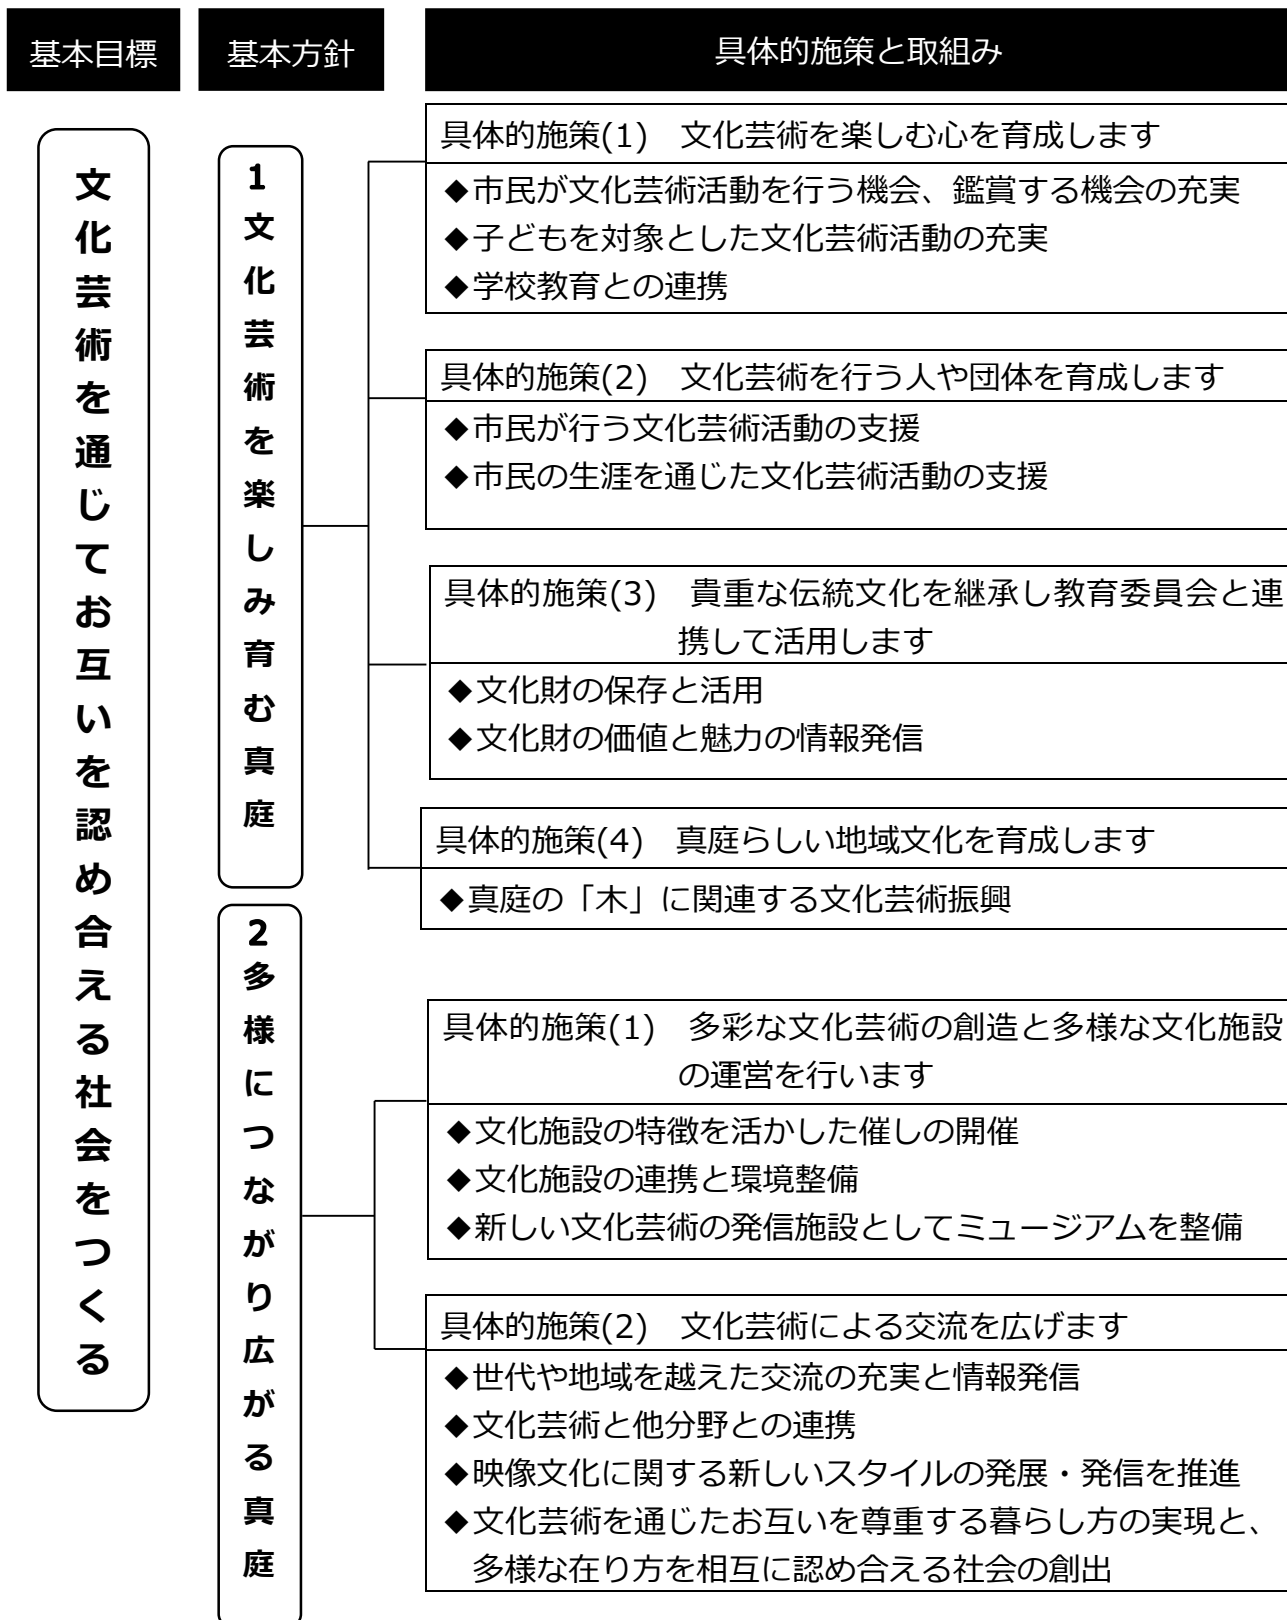 基本目標
基本方針
具体的施策と取組み
文化芸術を通じてお互いを認め合える社会をつくる
1文化芸術を楽しみ育む真庭
具体的施策(1)　文化芸術を楽しむ心を育成します
◆市民が文化芸術活動を行う機会、鑑賞する機会の充実
◆子どもを対象とした文化芸術活動の充実
◆学校教育との連携
具体的施策(2)　文化芸術を行う人や団体を育成します
◆市民が行う文化芸術活動の支援
◆市民の生涯を通じた文化芸術活動の支援
具体的施策(3)　貴重な伝統文化を継承し教育委員会と連
携して活用します
◆文化財の保存と活用
◆文化財の価値と魅力の情報発信
具体的施策(4)　真庭らしい地域文化を育成します
◆真庭の「木」に関連する文化芸術振興
2多様につながり広がる真庭
具体的施策(1)　多彩な文化芸術の創造と多様な文化施設
の運営を行います
◆文化施設の特徴を活かした催しの開催
◆文化施設の連携と環境整備
◆新しい文化芸術の発信施設としてミュージアムを整備
具体的施策(2)　文化芸術による交流を広げます
◆世代や地域を越えた交流の充実と情報発信
◆文化芸術と他分野との連携
◆映像文化に関する新しいスタイルの発展・発信を推進
◆文化芸術を通じたお互いを尊重する暮らし方の実現と、
多様な在り方を相互に認め合える社会の創出